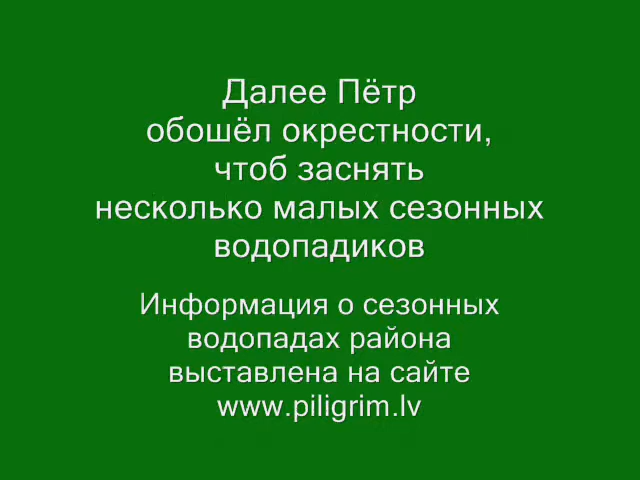 Далее Пётр
обошёл окрестности,
чтоб заснять
несколько малых сезонных
водопадиков
Информация о сезонных
водопадах района
выставлена на сайте
www.piligrim.lv